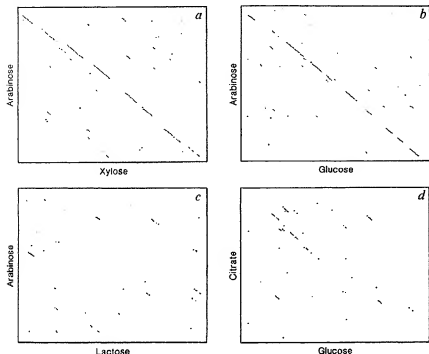 a
Arabinose
Xylose
b
Arabinose
Glucose
c
Arabinose
Lactose
d
Citrate
Glucose